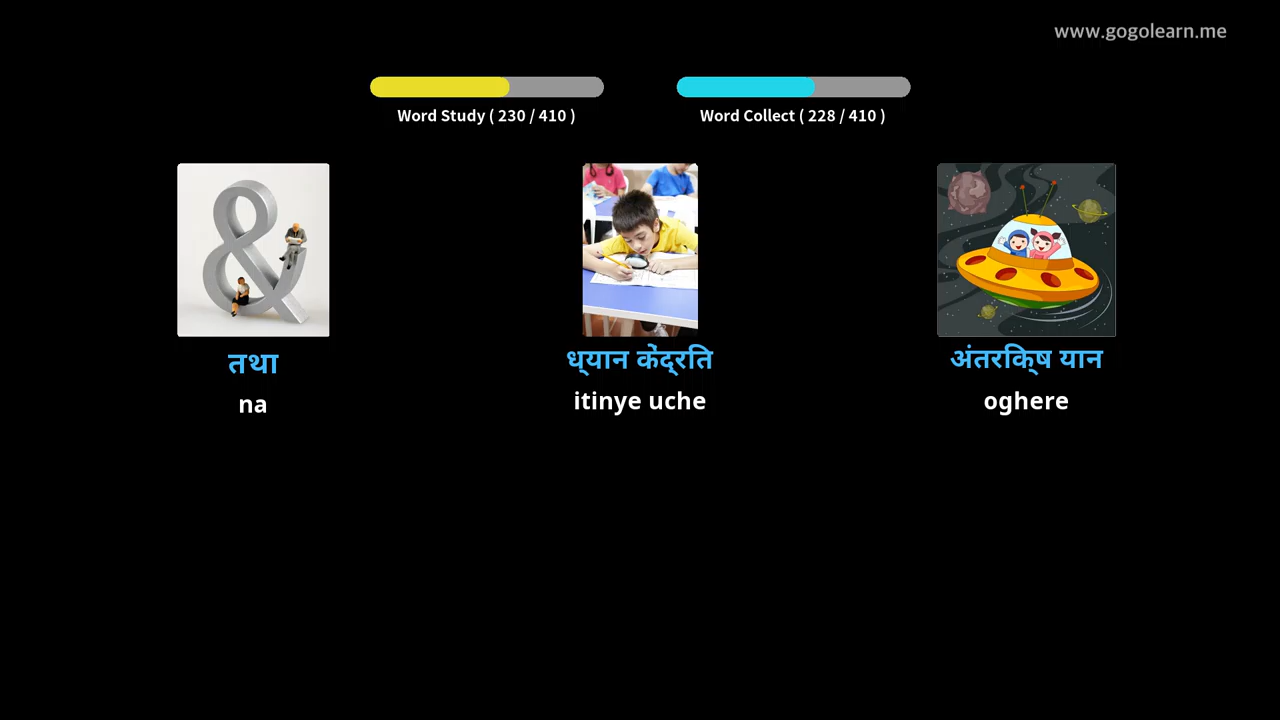 www.gogolearn.me
Word Study ( 230 / 410 )
Word Collect ( 228 / 410 )
तथा
ध्यान केंद्रति
अंतरक्षि यान
na
itinye uche
oghere